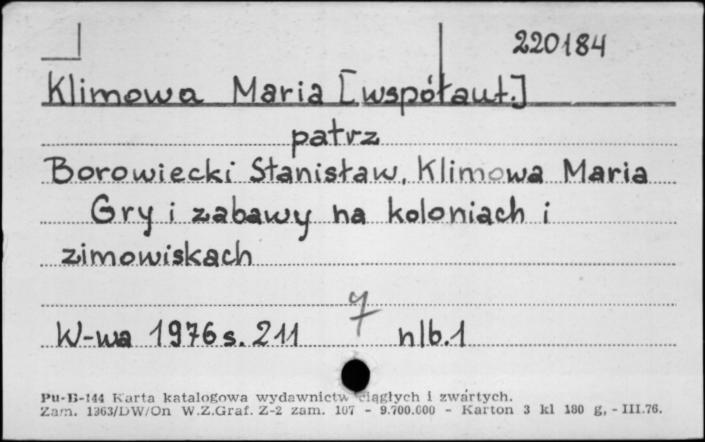 220184
Klimowa Maria [współaut.]
patrz
Borowiecki Stanisław, Klimowa Maria
Gry i zabawy na koloniach i
zimowiskach
7
W-wa 1976 s. 211 nlb. 1
Pu-B-144 Karta katalogowa wydawnictw ciągłych i zwartych.
Zam. 1363/DW/On W.Z.Graf. Z-2 zam. 107 - 9.700.000 - Karton 3 kl 180 g, - III.76.